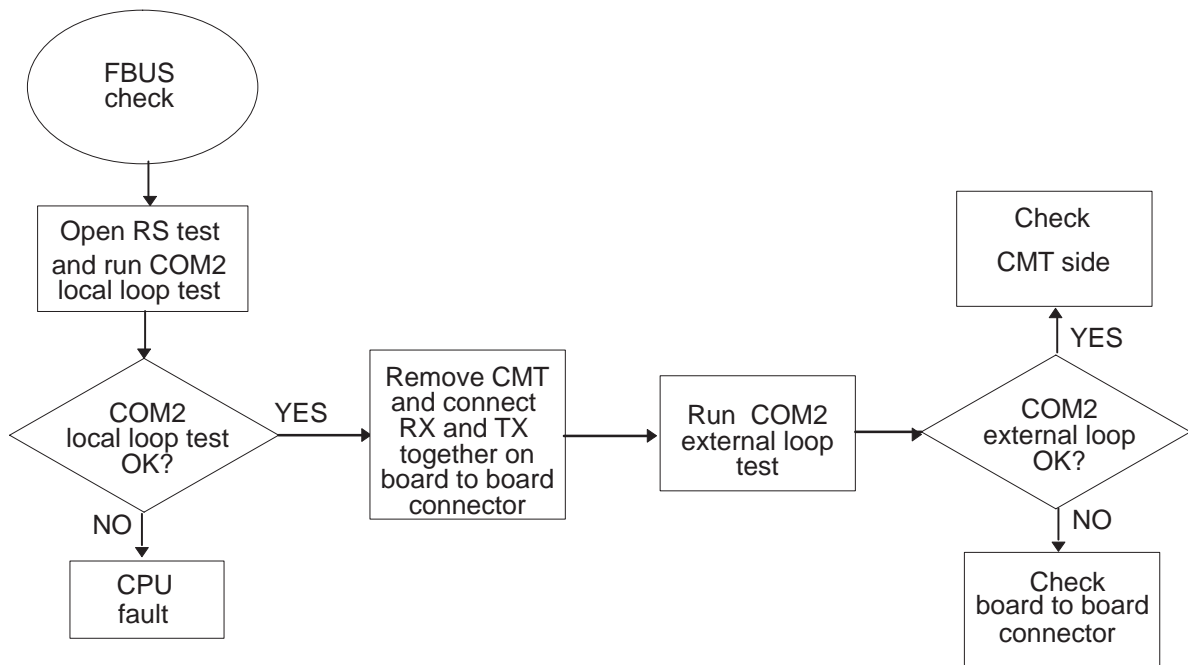 FBUS
check
Open RS test
and run COM2
local loop test
COM2
local loop test
OK?
YES
NO
CPU
fault
Remove CMT
and connect
RX and TX
together on
board to board
connector
Run COM2
external loop
test
COM2
external loop
OK?
YES
Check
CMT side
NO
Check
board to board
connector